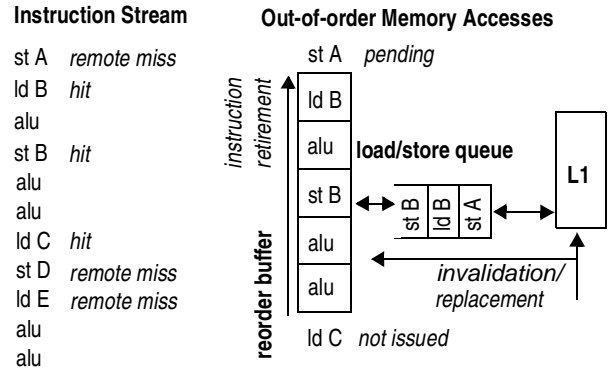 Instruction Stream
st A remote miss
ld B hit
alu
st B hit
alu
alu
ld C hit
st D remote miss
ld E remote miss
alu
alu
Out-of-order Memory Accesses
st A pending
instruction
retirement
reorder buffer
ld B
alu
st B
alu
alu
ld C not issued
load/store queue
st B
ld B
st A
L1
invalidation/
replacement